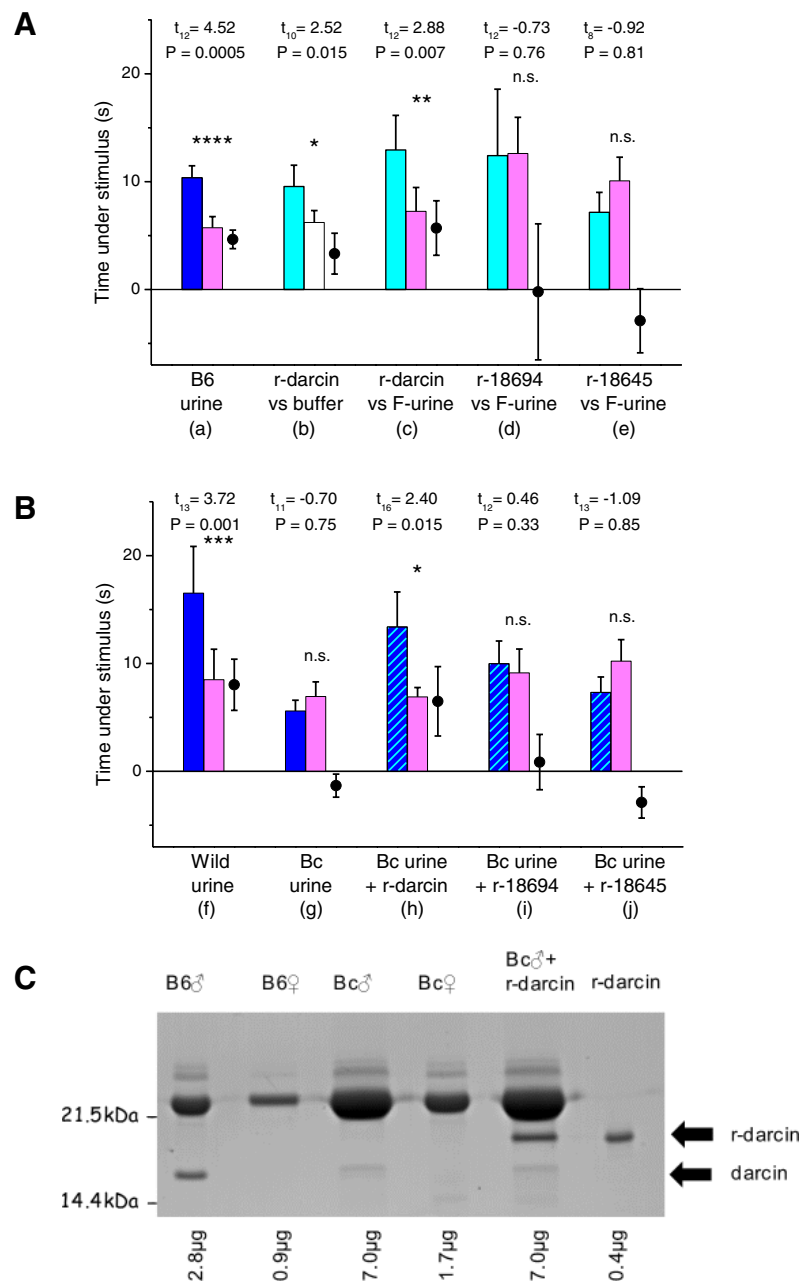 A
t12= 4.52 t10= 2.52 t12= 2.88 t12= -0.73 t8= -0.92
P = 0.0005 P = 0.015 P = 0.007 P = 0.76 P = 0.81
Time under stimulus (s)
20
10
0
**** * ** n.s. n.s.
B6 r-darcin r-darcin r-18694 r-18645
urine vs buffer vs F-urine vs F-urine vs F-urine
(a) (b) (c) (d) (e)
B
t13= 3.72 t11= -0.70 t16= 2.40 t12= 0.46 t13= -1.09
P = 0.001 P = 0.75 P = 0.015 P = 0.33 P = 0.85
Time under stimulus (s)
20
10
0
*** n.s. * n.s. n.s.
Wild Bc Bc urine Bc urine Bc urine
urine urine + r-darcin + r-18694 + r-18645
(f) (g) (h) (i) (j)
C
B6♂ B6♀ Bc♂ Bc♀ Bc♂+ r-darcin
r-darcin
21.5kDa
14.4kDa
r-darcin
darcin
2.8µg 0.9µg 7.0µg 1.7µg 7.0µg 0.4µg